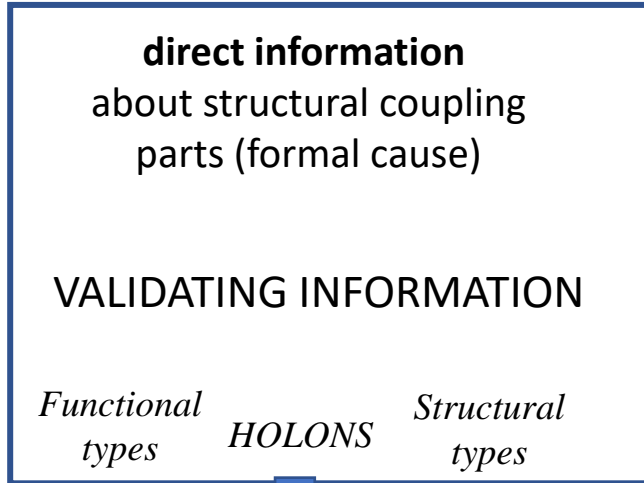 direct information
about structural coupling
parts (formal cause)
VALIDATING INFORMATION
Functional
types
HOLONS
Structural
types